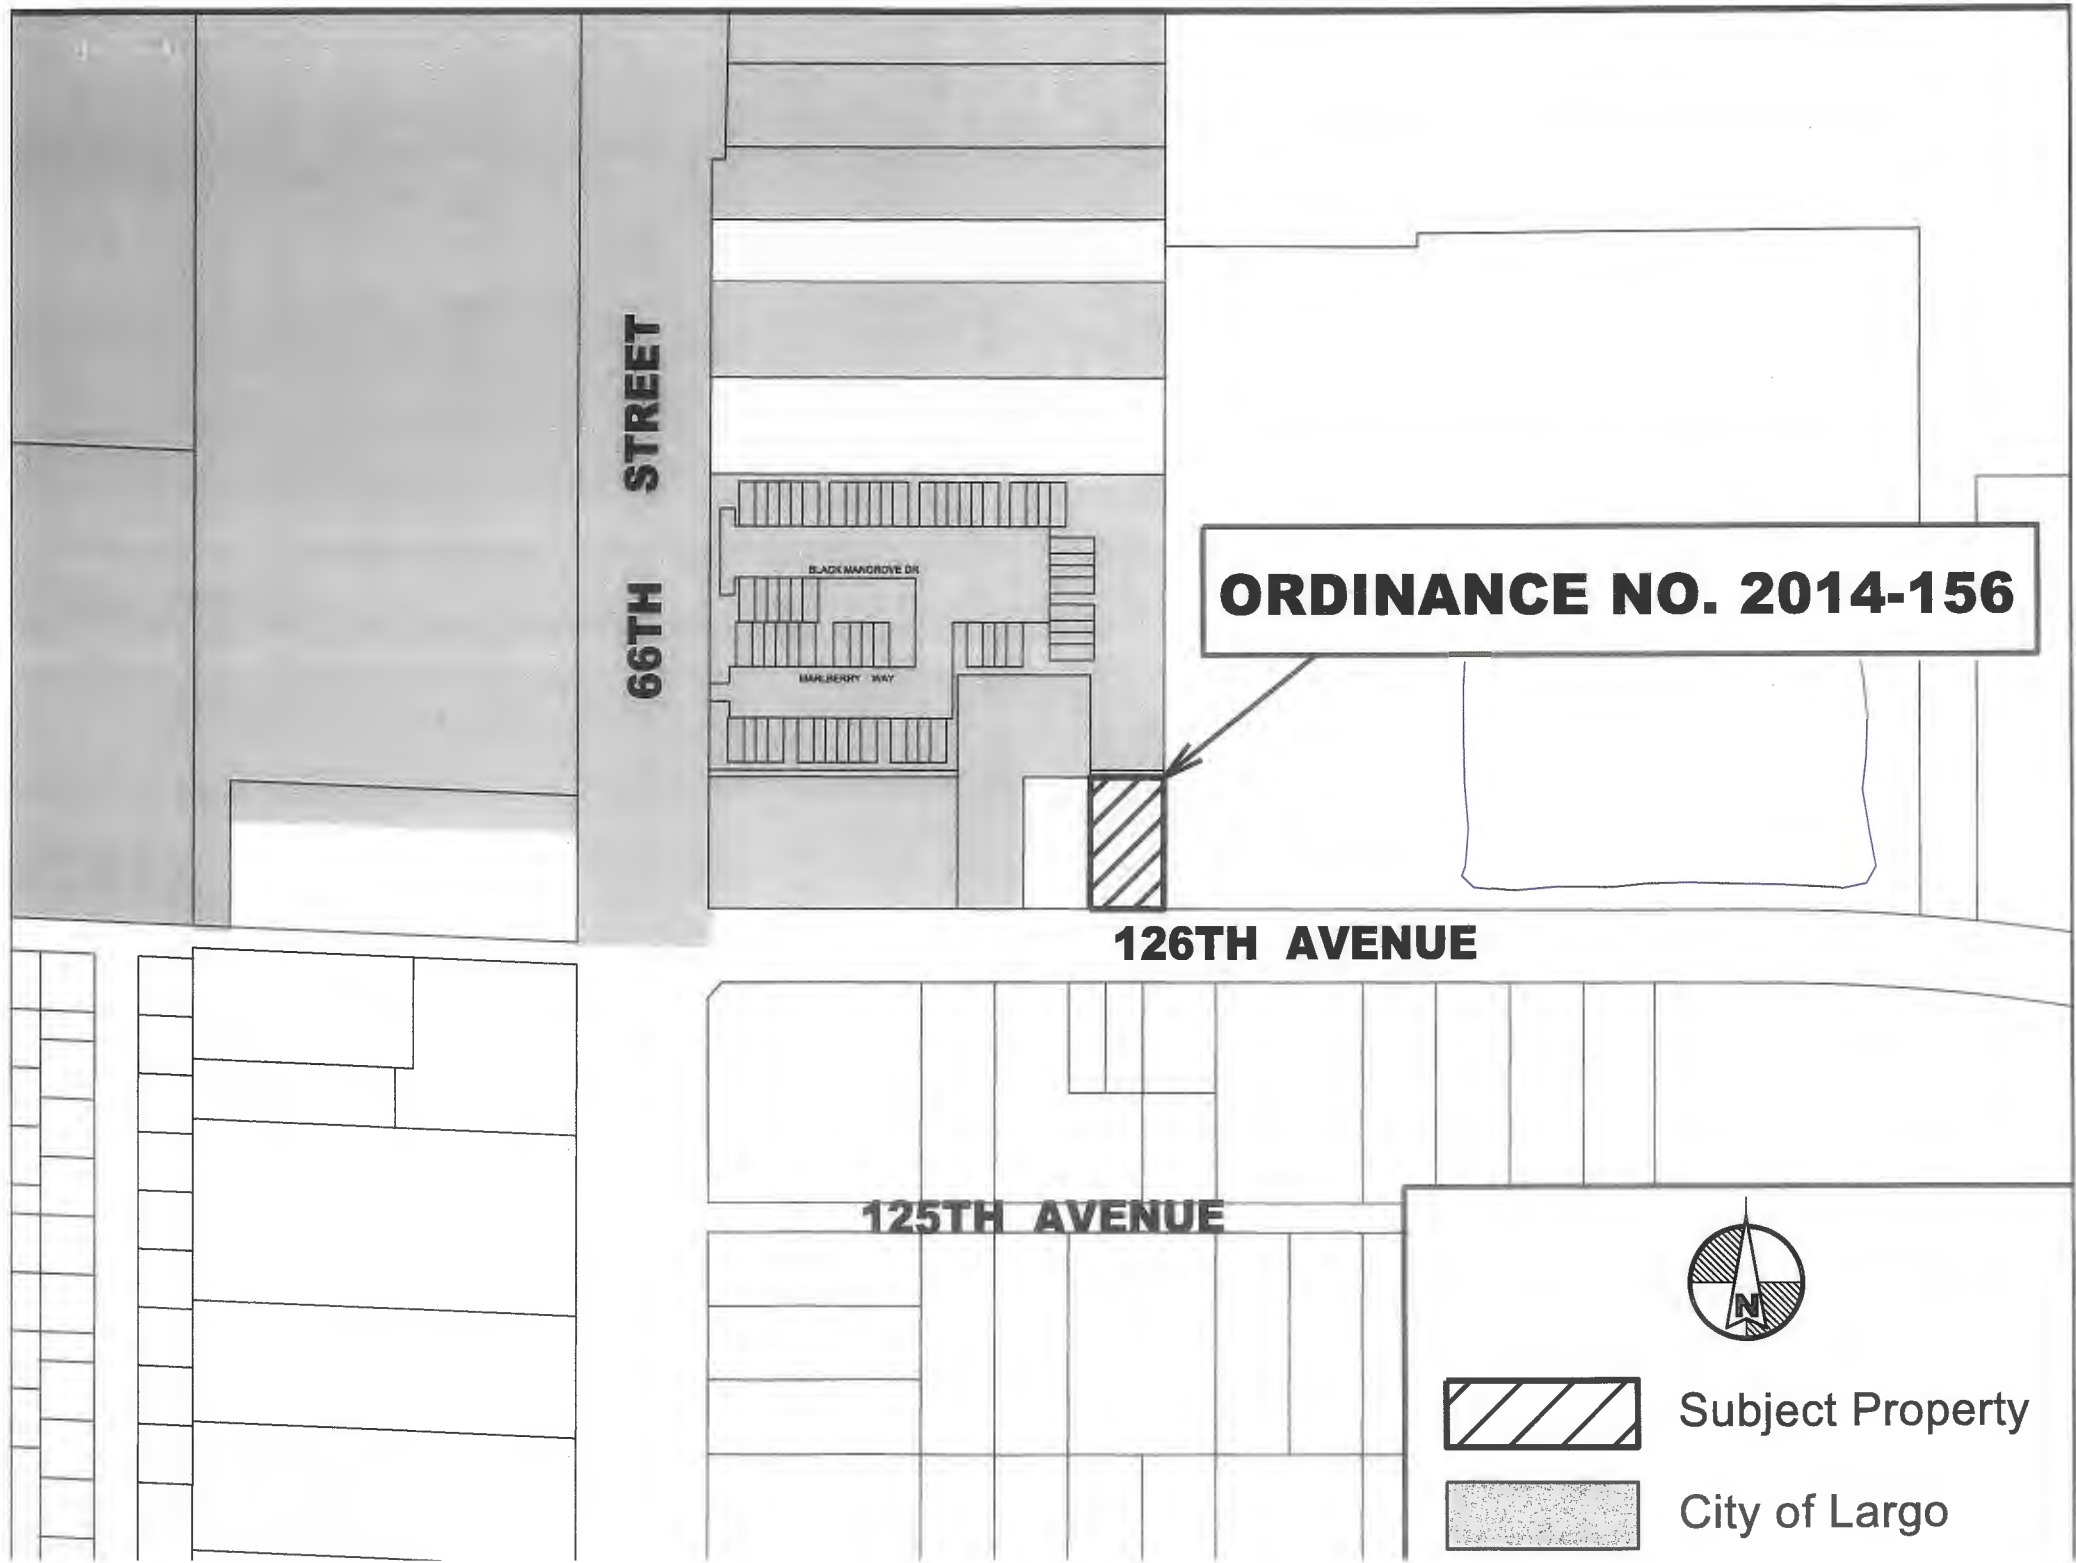 66TH STREET
BLACK MANGROVE DR
MARLBERRY WAY
ORDINANCE NO. 2014-156
126TH AVENUE
125TH AVENUE
N
Subject Property
City of Largo